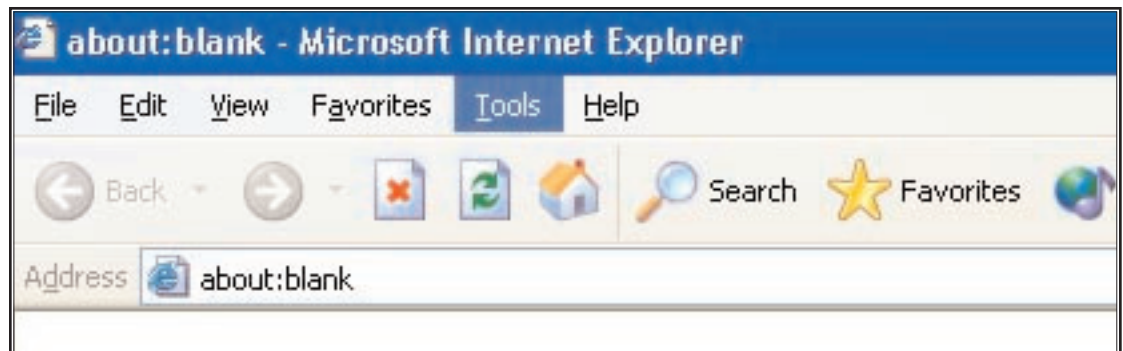 about:blank - Microsoft Internet Explorer
File Edit View Favorites Tools Help
Back Search Favorites
Address about:blank